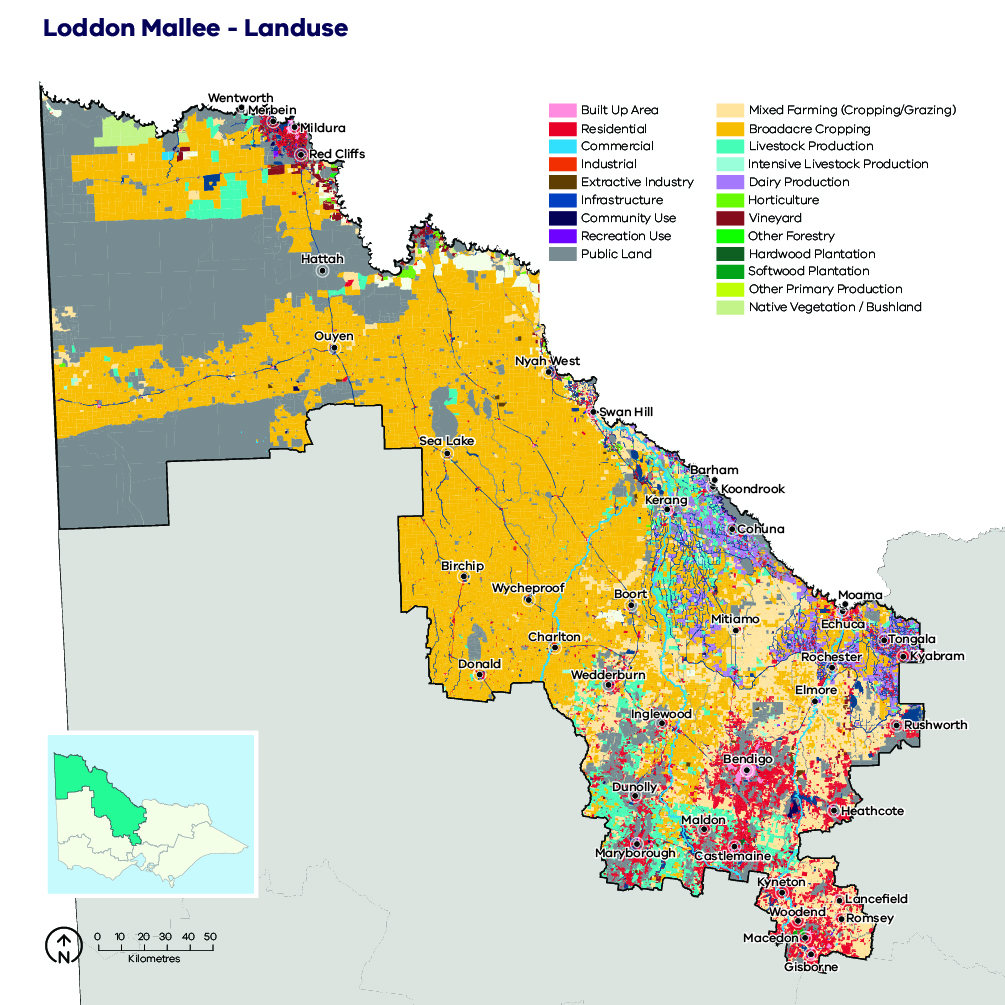 Loddon Mallee - Landuse
Wentworth
Merbein
Mildura
Red Cliffs
Built Up Area
Residential
Commercial
Industrial
Extractive Industry
Infrastructure
Community Use
Recreation Use
Public Land
Mixed Farming (Cropping/Grazing)
Broadacre Cropping
Livestock Production
Intensive Livestock Production
Dairy Production
Horticulture
Vineyard
Other Forestry
Hardwood Plantation
Softwood Plantation
Other Primary Production
Native Vegetation / Bushland
Hattah
Ouyen
Nyah West
Swan Hill
Sea Lake
Barham
Koondrook
Kerang
Cohuna
Birchip
Wycheproof
Boort
Moama
Mitiamo
Echuca
Charlton
Tongala
Rochester
Kyabram
Donald
Wedderburn
Elmore
Inglewood
Rushworth
Bendigo
Dunolly
Heathcote
Maldon
Maryborough
Castlemaine
Kyneton
Lancefield
Woodend
Romsey
Macedon
Gisborne
N
0 10 20 30 40 50
Kilometres